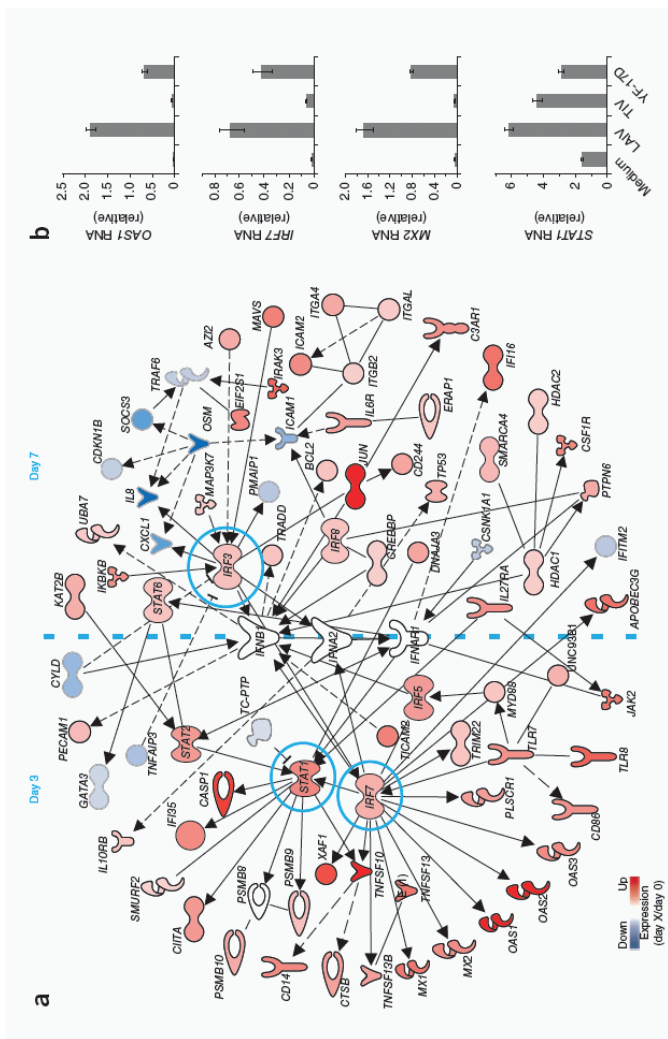 a
Day 3
Day 7
GATA3
PECAM1
CYLD
KAT2B
UBA7
CDKN1B
SOCS3
IL10RB
TNFAIP3
IKBKB
IL8
TRAF6
SMURF2
IFI35
STAT2
STAT6
CXCL1
OSM
CIITA
CASP1
TC-PTP
MAP3K7
EIF2S1
AZI2
PSMB10
PSMB8
STAT1
IRF3
PMAIP1
IRAK3
MAVS
PSMB9
IFNB1
TRADD
ICAM1
ICAM2
ITGA4
CD14
XAF1
BCL2
ITGB2
ITGAL
CTSB
TNFSF10
IRF7
TICAM2
IFNA2
IRF8
JUN
IL6R
C3AR1
TNFSF13B
TNFSF13
IRF5
IFNAR1
CREBBP
CD244
ERAP1
MX1
TRIM22
DNAJA3
TP53
IFI16
MX2
PLSCR1
MYD88
CSNK1A1
SMARCA4
HDAC2
OAS1
TLR7
IL27RA
HDAC1
CSF1R
OAS2
OAS3
CD86
UNC93B1
PTPN6
TLR8
JAK2
APOBEC3G
IFITM2
Down
Up
Expression
(day X/day 0)
b
OAS1 RNA
(relative)
2.5
2.0
1.5
1.0
0.5
0
IRF7 RNA
(relative)
0.8
0.6
0.4
0.2
0
MX2 RNA
(relative)
2.0
1.6
1.2
0.8
0.4
0
STAT1 RNA
(relative)
6
4
2
0
Medium
LAIV
TIV
YF-17D